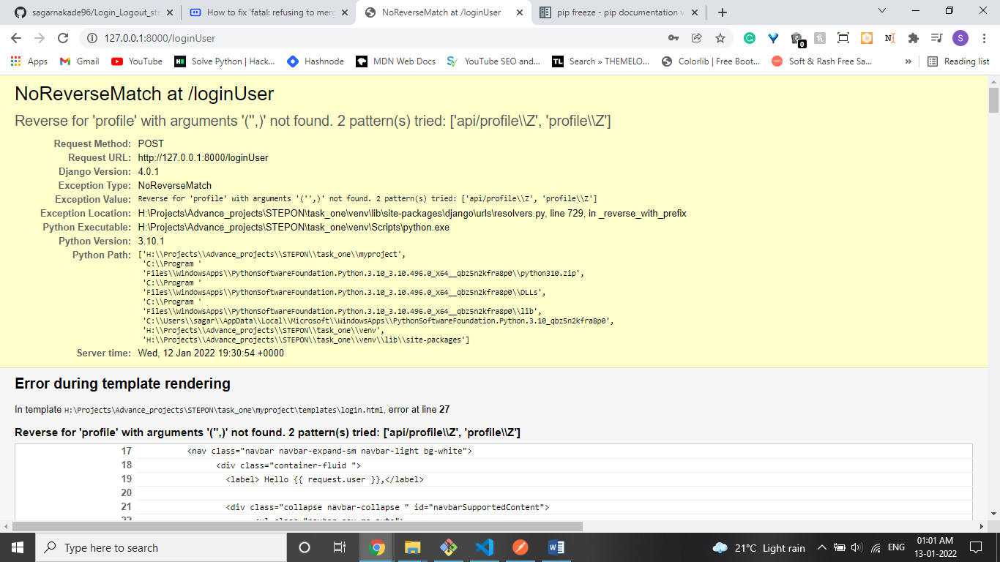 sagarnakade96/Login_Logout_ste
How to fix 'fatal: refusing to merg
NoReverseMatch at /loginUser
pip freeze - pip documentation v
127.0.0.1:8000/loginUser
0
S
Apps
Gmail
YouTube
Solve Python | Hack...
Hashnode
MDN Web Docs
YouTube SEO and...
TL
Search » THEMELO...
Colorlib | Free Boot...
Soft & Rash Free Sa...
»
Reading list
NoReverseMatch at /loginUser
Reverse for 'profile' with arguments '('',)' not found. 2 pattern(s) tried: ['api/profile\\Z', 'profile\\Z']
Request Method: POST
Request URL: http://127.0.0.1:8000/loginUser
Django Version: 4.0.1
Exception Type: NoReverseMatch
Exception Value: Reverse for 'profile' with arguments '('',)' not found. 2 pattern(s) tried: ['api/profile\\Z', 'profile\\Z']
Exception Location: H:\Projects\Advance_projects\STEPON\task_one\venv\lib\site-packages\django\urls\resolvers.py, line 729, in _reverse_with_prefix
Python Executable: H:\Projects\Advance_projects\STEPON\task_one\venv\Scripts\python.exe
Python Version: 3.10.1
Python Path: ['H:\\Projects\\Advance_projects\\STEPON\\task_one\\myproject',
'C:\\Program '
'Files\\WindowsApps\\PythonSoftwareFoundation.Python.3.10_3.10.496.0_x64__qbz5n2kfra8p0\\python310.zip',
'C:\\Program '
'Files\\WindowsApps\\PythonSoftwareFoundation.Python.3.10_3.10.496.0_x64__qbz5n2kfra8p0\\DLLs',
'C:\\Program '
'Files\\WindowsApps\\PythonSoftwareFoundation.Python.3.10_3.10.496.0_x64__qbz5n2kfra8p0\\lib',
'C:\\Users\\sagar\\AppData\\Local\\Microsoft\\WindowsApps\\PythonSoftwareFoundation.Python.3.10_qbz5n2kfra8p0',
'H:\\Projects\\Advance_projects\\STEPON\\task_one\\venv',
'H:\\Projects\\Advance_projects\\STEPON\\task_one\\venv\\lib\\site-packages']
Server time: Wed, 12 Jan 2022 19:30:54 +0000
Error during template rendering
In template H:\Projects\Advance_projects\STEPON\task_one\myproject\templates\login.html, error at line 27
Reverse for 'profile' with arguments '('',)' not found. 2 pattern(s) tried: ['api/profile\\Z', 'profile\\Z']
17 <nav class="navbar navbar-expand-sm navbar-light bg-white">
18 <div class="container-fluid ">
19 <label> Hello {{ request.user }},</label>
20
21 <div class="collapse navbar-collapse " id="navbarSupportedContent">
Type here to search
21°C Light rain
ENG
01:01 AM
13-01-2022